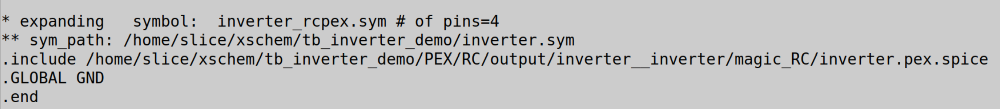 * expanding   symbol:  inverter_rcpex.sym # of pins=4
** sym_path: /home/slice/xschem/tb_inverter_demo/inverter.sym
.include /home/slice/xschem/tb_inverter_demo/PEX/RC/output/inverter__inverter/magic_RC/inverter.pex.spice
.GLOBAL GND
.end